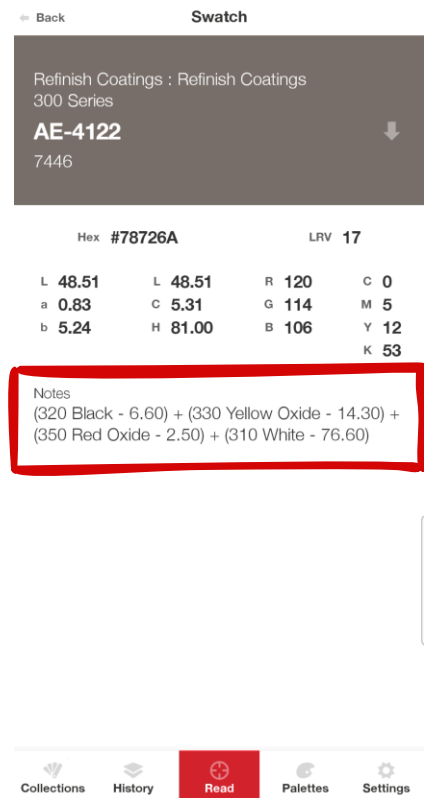 Back
Swatch
Refinish Coatings : Refinish Coatings
300 Series
AE-4122
7446
Hex #78726A
LRV 17
L 48.51 L 48.51 R 120 C 0
a 0.83 C 5.31 G 114 M 5
b 5.24 H 81.00 B 106 Y 12
K 53
Notes
(320 Black - 6.60) + (330 Yellow Oxide - 14.30) +
(350 Red Oxide - 2.50) + (310 White - 76.60)
Collections History Read Palettes Settings